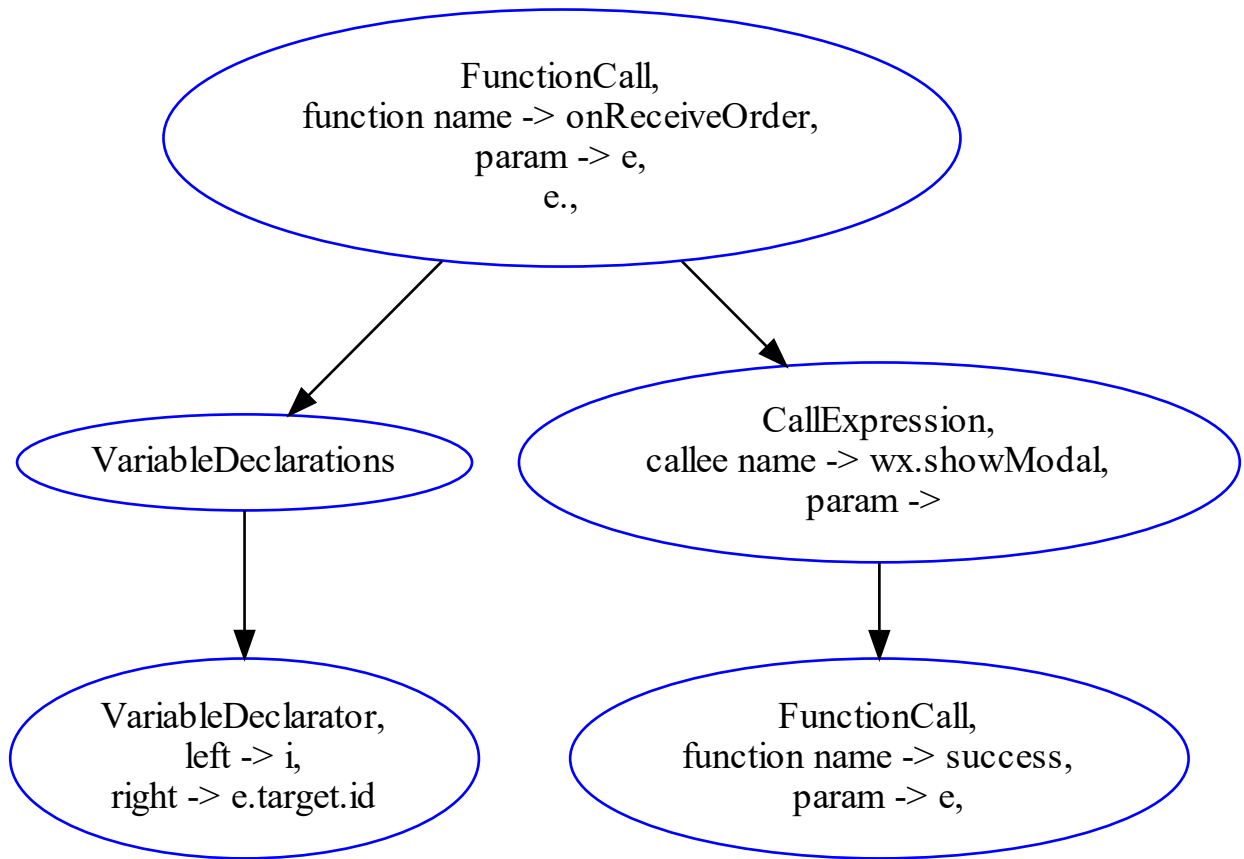 FunctionCall,
function name -> onReceiveOrder,
param -> e,
e.,
VariableDeclarations
CallExpression,
callee name -> wx.showModal,
param ->
VariableDeclarator,
left -> i,
right -> e.target.id
FunctionCall,
function name -> success,
param -> e,